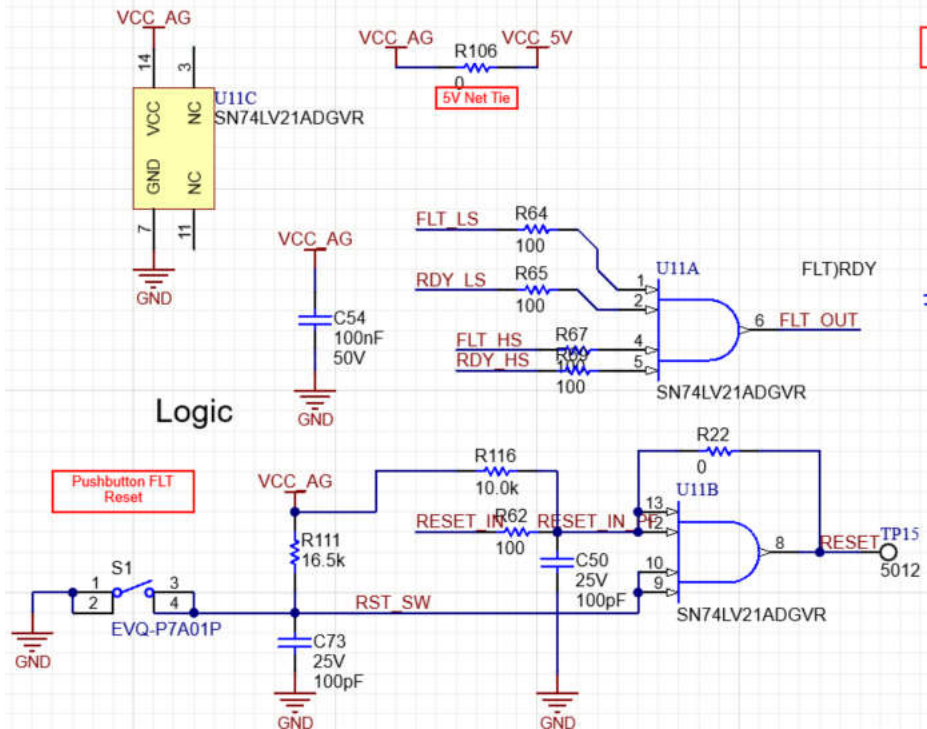 VCC_AG
14
3
VCC
NC
GND
NC
7
11
GND
U11C
SN74LV21ADGVR
VCC_AG
R106
0
VCC_5V
5V Net Tie
VCC_AG
C54
100nF
50V
GND
FLT_LS
R64
100
RDY_LS
R65
100
FLT_HS
R67
100
RDY_HS
R69
100
U11A
1
2
4
5
6
FLT_OUT
FLT)RDY
SN74LV21ADGVR
Logic
Pushbutton FLT
Reset
VCC_AG
R111
16.5k
R116
10.0k
RESET_IN
R62
100
RESET_IN_PF
R22
0
U11B
13
12
10
9
8
RESET
TP15
5012
SN74LV21ADGVR
C50
25V
100pF
GND
S1
1
2
3
4
EVQ-P7A01P
GND
RST_SW
C73
25V
100pF
GND